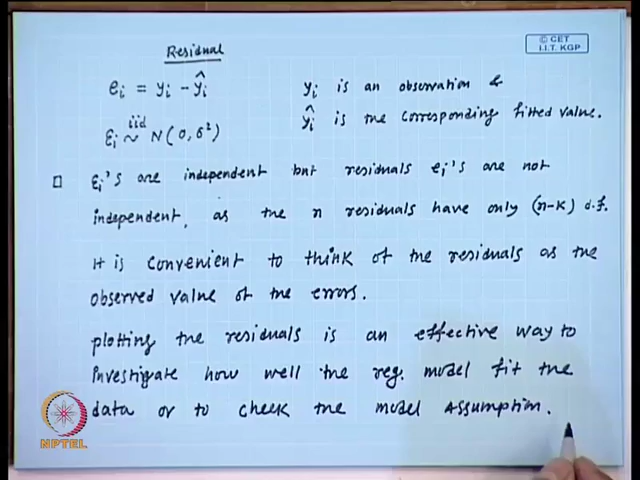 Residual
© CET
I.I.T. KGP
eᵢ = yᵢ - ŷᵢ
yᵢ is an observation &
ŷᵢ is the corresponding fitted value.
εᵢ iid ~ N(0, σ²)
□ εᵢ's are independent but residuals eᵢ's are not
independent, as the n residuals have only (n-k) d.f.
It is convenient to think of the residuals as the
observed value of the errors.
plotting the residuals is an effective way to
investigate how well the reg. model fit the
data or to check the model assumption.
NPTEL